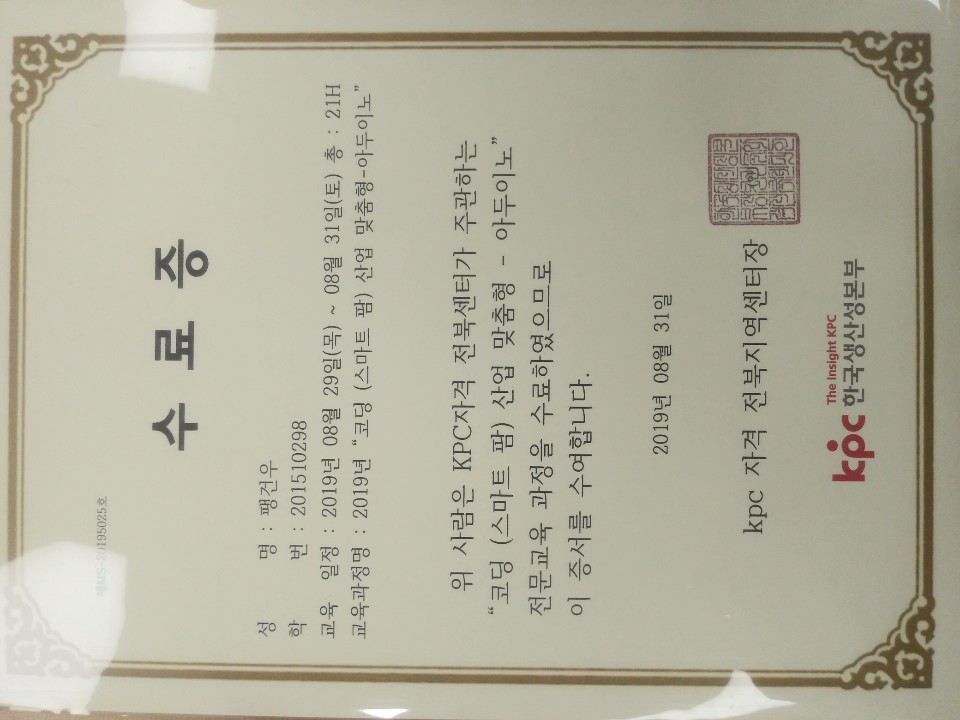 제MS-20195025호
수 료 증
성 명 : 팽건우
학 번 : 201510298
교육 일정 : 2019년 08월 29일(목) ~ 08월 31일(토) 총 : 21H
교육과정명 : 2019년 “코딩 (스마트 팜) 산업 맞춤형-아두이노”
위 사람은 KPC자격 전북센터가 주관하는
“코딩 (스마트 팜) 산업 맞춤형 - 아두이노”
전문교육 과정을 수료하였으므로
이 증서를 수여합니다.
2019년 08월 31일
kpc 자격 전북지역센터장
kpc The Insight KPC
한국생산성본부